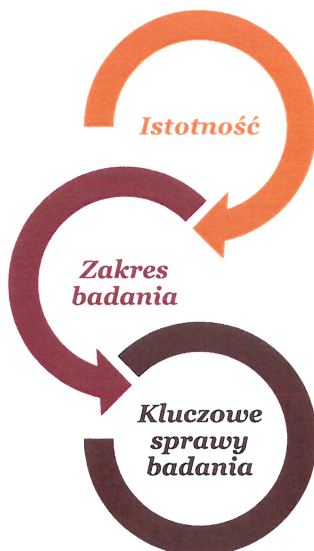 Istotność
Zakres
badania
Kluczowe
sprawy
badania